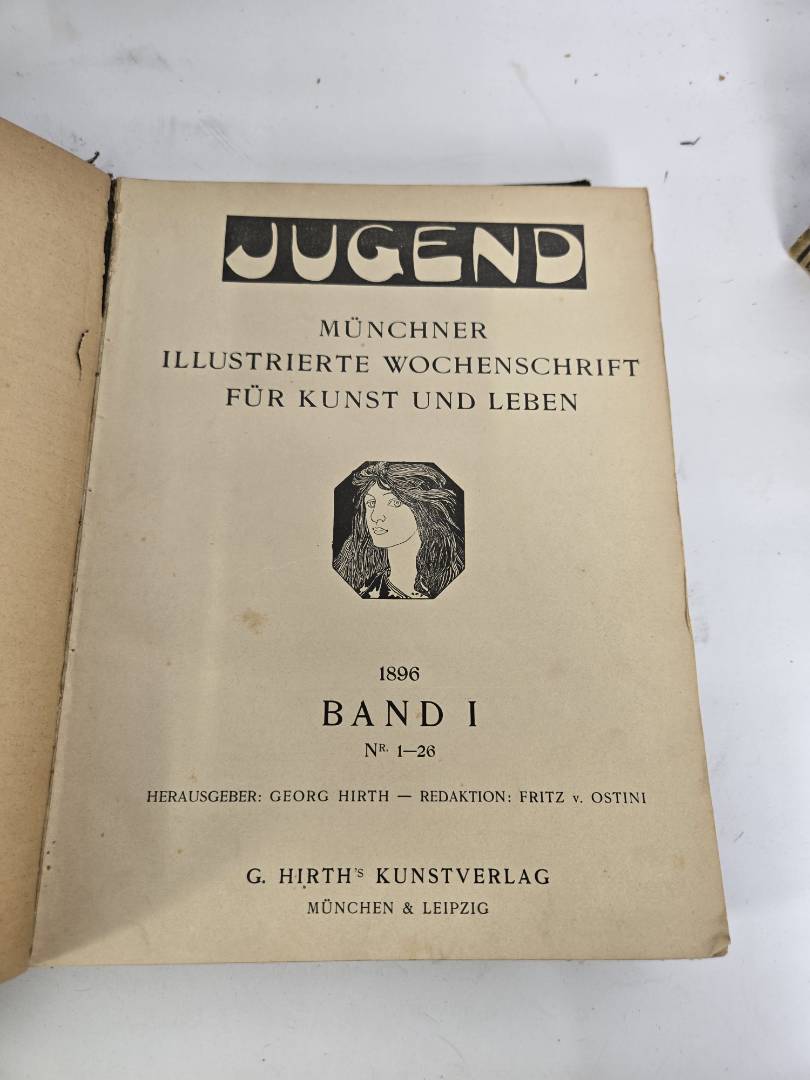 JUGEND
MÜNCHNER
ILLUSTRIERTE WOCHENSCHRIFT
FÜR KUNST UND LEBEN
1896
BAND I
NR. 1—26
HERAUSGEBER: GEORG HIRTH — REDAKTION: FRITZ v. OSTINI
G. HIRTH'S KUNSTVERLAG
MÜNCHEN & LEIPZIG